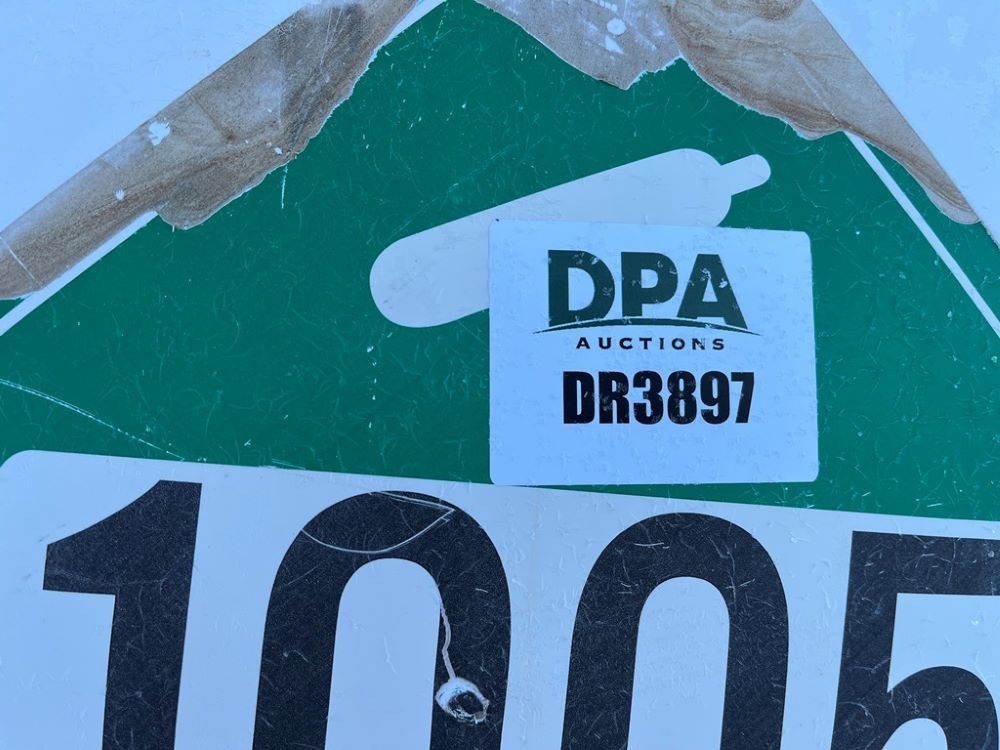 DPA
AUCTIONS
DR3897
1005